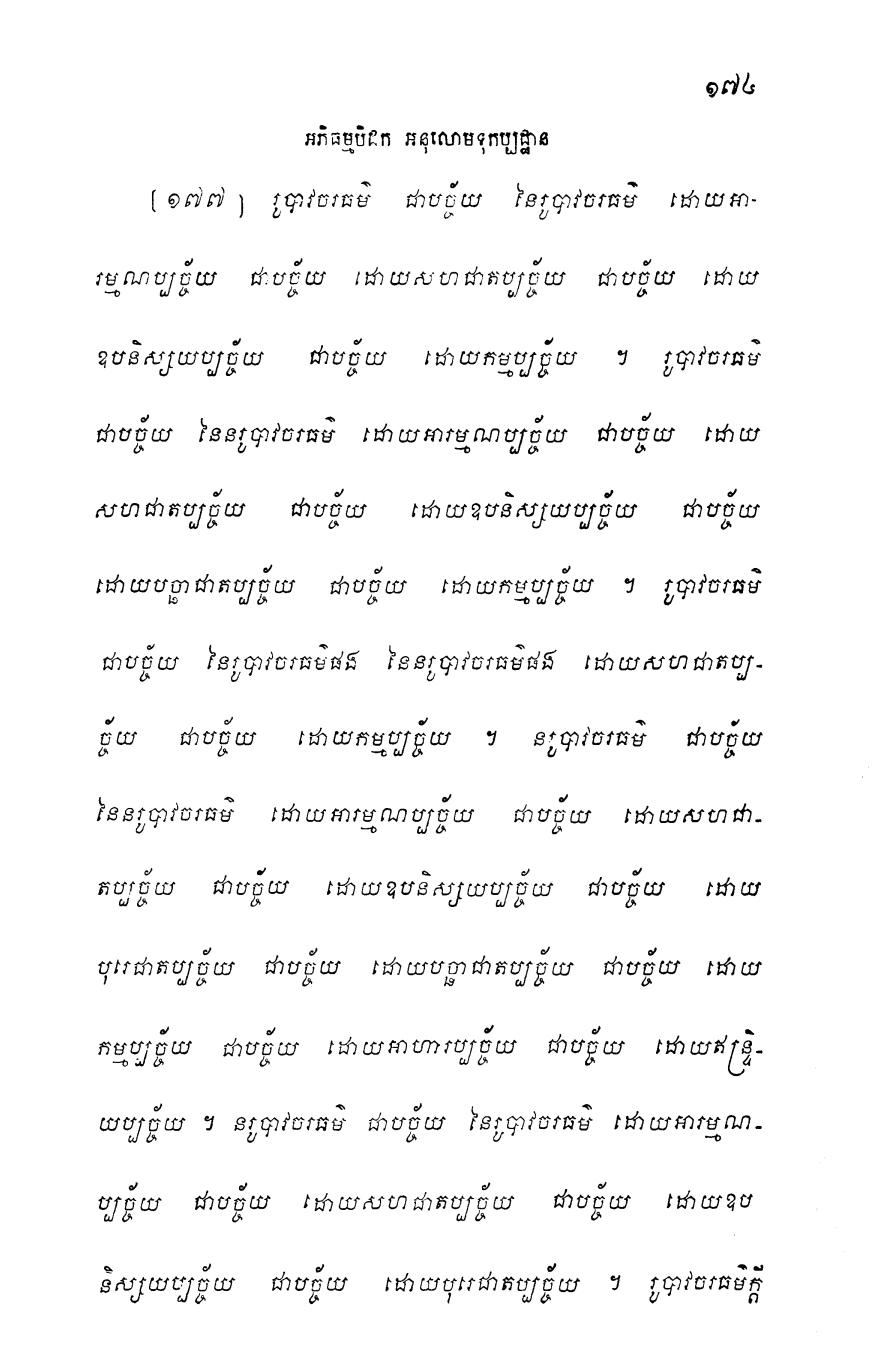 ១៧៤
អភិធម្មបិដក អនុលោមទុកប្បដ្ឋាន
[១៧៧] រូបាវចរធម៌ ជាបច្ច័យ នៃរូបាវចរធម៌ ដោយអា-
រម្មណប្បច្ច័យ ជាបច្ច័យ ដោយសហជាតប្បច្ច័យ ជាបច្ច័យ ដោយ
ឧបនិស្សយប្បច្ច័យ ជាបច្ច័យ ដោយកម្មប្បច្ច័យ ។ រូបាវចរធម៌
ជាបច្ច័យ នៃនរូបាវចរធម៌ ដោយអារម្មណប្បច្ច័យ ជាបច្ច័យ ដោយ
សហជាតប្បច្ច័យ ជាបច្ច័យ ដោយឧបនិស្សយប្បច្ច័យ ជាបច្ច័យ
ដោយបច្ឆាជាតប្បច្ច័យ ជាបច្ច័យ ដោយកម្មប្បច្ច័យ ។ រូបាវចរធម៌
ជាបច្ច័យ នៃរូបាវចរធម៌ផង នៃនរូបាវចរធម៌ផង ដោយសហជាតប្ប-
ច្ច័យ ជាបច្ច័យ ដោយកម្មប្បច្ច័យ ។ នរូបាវចរធម៌ ជាបច្ច័យ
នៃនរូបាវចរធម៌ ដោយអារម្មណប្បច្ច័យ ជាបច្ច័យ ដោយសហជា-
តប្បច្ច័យ ជាបច្ច័យ ដោយឧបនិស្សយប្បច្ច័យ ជាបច្ច័យ ដោយ
បុរេជាតប្បច្ច័យ ជាបច្ច័យ ដោយបច្ឆាជាតប្បច្ច័យ ជាបច្ច័យ ដោយ
កម្មប្បច្ច័យ ជាបច្ច័យ ដោយអាហារប្បច្ច័យ ជាបច្ច័យ ដោយឥន្ទ្រិ-
យប្បច្ច័យ ។ នរូបាវចរធម៌ ជាបច្ច័យ នៃរូបាវចរធម៌ ដោយអារម្មណ-
ប្បច្ច័យ ជាបច្ច័យ ដោយសហជាតប្បច្ច័យ ជាបច្ច័យ ដោយឧប
និស្សយប្បច្ច័យ ជាបច្ច័យ ដោយបុរេជាតប្បច្ច័យ ។ រូបាវចរធម៌ក្តី